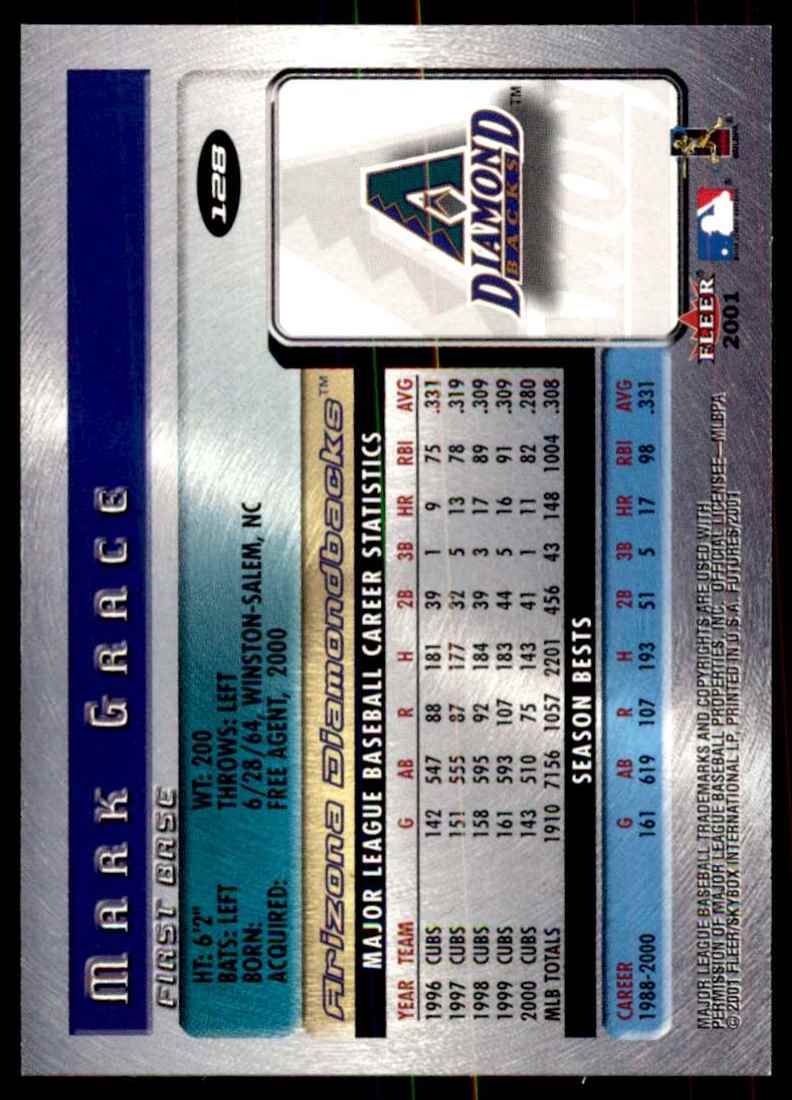 MARK GRACE
FIRST BASE
128
HT: 6'2" WT: 200
BATS: LEFT THROWS: LEFT
BORN: 6/28/64, WINSTON-SALEM, NC
ACQUIRED: FREE AGENT, 2000
DIAMOND
BACKS
TM
Arizona Diamondbacks™
MAJOR LEAGUE BASEBALL CAREER STATISTICS
YEAR TEAM G AB R H 2B 3B HR RBI AVG
1996 CUBS 142 547 88 181 39 1 9 75 .331
1997 CUBS 151 555 87 177 32 5 13 78 .319
1998 CUBS 158 595 92 184 39 3 17 89 .309
1999 CUBS 161 593 107 183 44 5 16 91 .309
2000 CUBS 143 510 75 143 41 1 11 82 .280
MLB TOTALS 1910 7156 1057 2201 456 43 148 1004 .308
SEASON BESTS
CAREER G AB R H 2B 3B HR RBI AVG
1988-2000 161 619 107 193 51 5 17 98 .331
MAJOR LEAGUE BASEBALL TRADEMARKS AND COPYRIGHTS ARE USED WITH
PERMISSION OF MAJOR LEAGUE BASEBALL PROPERTIES, INC. OFFICIAL LICENSEE—MLBPA
© 2001 FLEER/SKYBOX INTERNATIONAL LP, PRINTED IN U.S.A. FUTURES/2001
FLEER®
2001